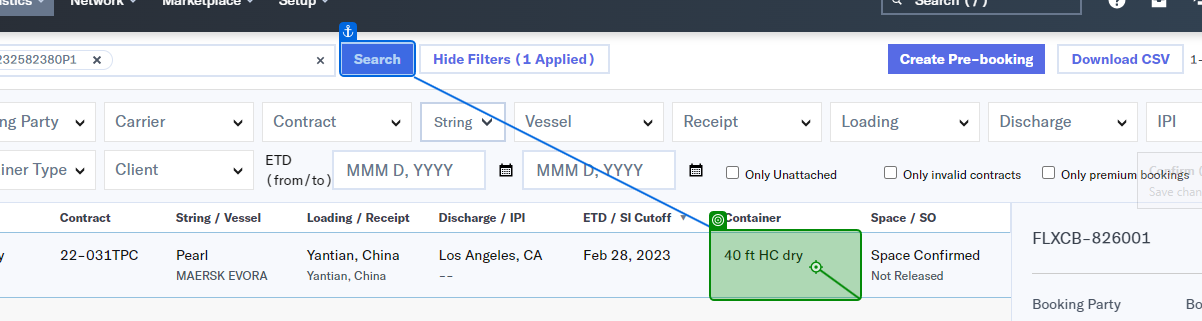 istics Network Marketplace Setup Search ( / )
232582380P1 × × Search Hide Filters (1 Applied) Create Pre-booking Download CSV 1-
ng Party Carrier Contract String Vessel Receipt Loading Discharge IPI
iner Type Client ETD (from/to) MMM D, YYYY MMM D, YYYY Only Unattached Only invalid contracts Only premium bookings
Save chan
Contract String / Vessel Loading / Receipt Discharge / IPI ETD / SI Cutoff Container Space / SO
FLXCB-826001
y 22-031TPC Pearl Yantian, China Los Angeles, CA Feb 28, 2023 40 ft HC dry Space Confirmed
MAERSK EVORA Yantian, China -- Not Released
Booking Party Bo